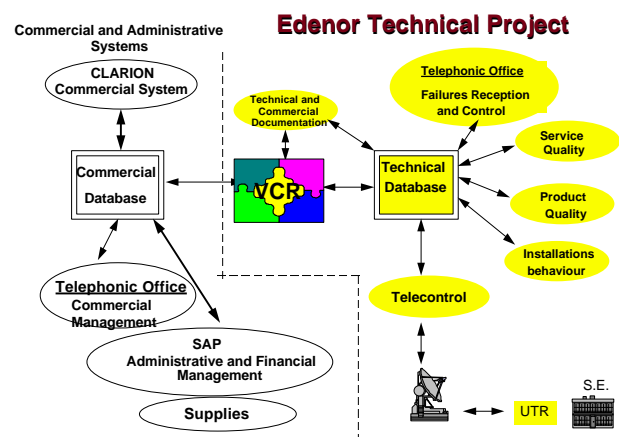 Edenor Technical Project
Commercial and Administrative
Systems
CLARION
Commercial System
Commercial
Database
Telephonic Office
Commercial
Management
SAP
Administrative and Financial
Management
Supplies
Technical and
Commercial
Documentation
VCR
Technical
Database
Telephonic Office
Failures Reception
and Control
Service
Quality
Product
Quality
Installations
behaviour
Telecontrol
UTR
S.E.